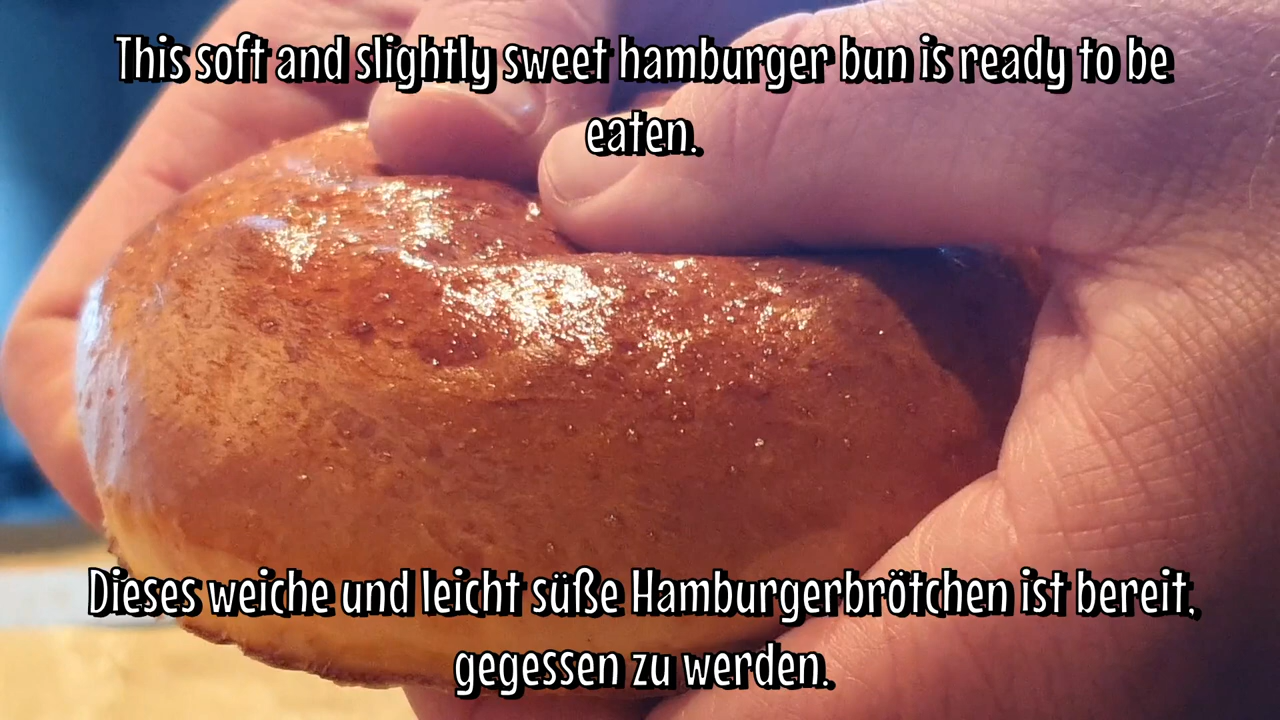 This soft and slightly sweet hamburger bun is ready to be
eaten.
Dieses weiche und leicht süße Hamburgerbrötchen ist bereit,
gegessen zu werden.